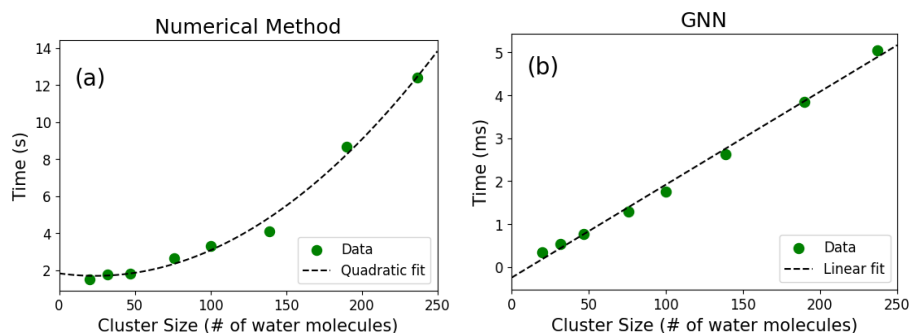 Numerical Method
(a)
Time (s)
14
12
10
8
6
4
2
0 50 100 150 200 250
Cluster Size (# of water molecules)
Data
Quadratic fit
GNN
(b)
Time (ms)
5
4
3
2
1
0
0 50 100 150 200 250
Cluster Size (# of water molecules)
Data
Linear fit